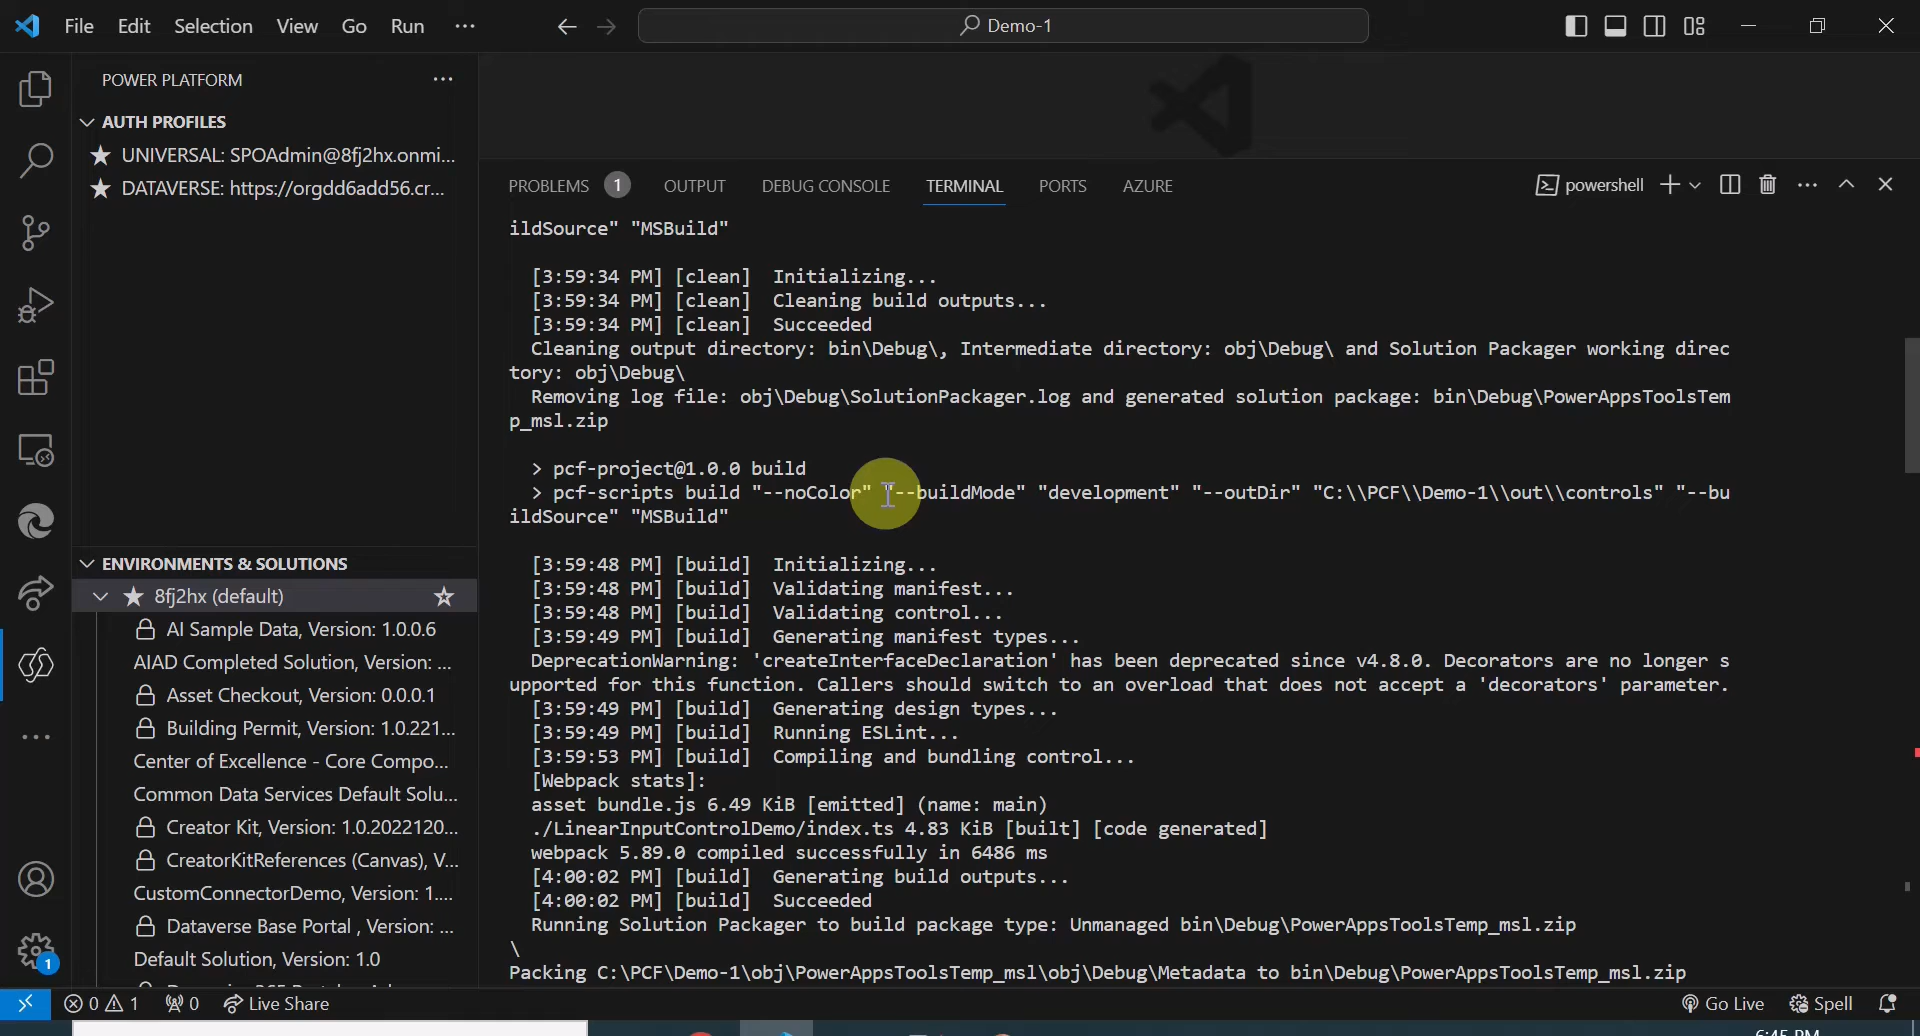 File Edit Selection View Go Run ···
Demo-1
POWER PLATFORM ···
AUTH PROFILES
UNIVERSAL: SPOAdmin@8fj2hx.onmi...
DATAVERSE: https://orgdd6add56.cr...
ENVIRONMENTS & SOLUTIONS
8fj2hx (default)
AI Sample Data, Version: 1.0.0.6
AIAD Completed Solution, Version: ...
Asset Checkout, Version: 0.0.0.1
Building Permit, Version: 1.0.221...
Center of Excellence - Core Compo...
Common Data Services Default Solu...
Creator Kit, Version: 1.0.2022120...
CreatorKitReferences (Canvas), V...
CustomConnectorDemo, Version: 1....
Dataverse Base Portal , Version: ...
Default Solution, Version: 1.0
PROBLEMS 1 OUTPUT DEBUG CONSOLE TERMINAL PORTS AZURE
powershell
ildSource" "MSBuild"
[3:59:34 PM] [clean]  Initializing...
[3:59:34 PM] [clean]  Cleaning build outputs...
[3:59:34 PM] [clean]  Succeeded
Cleaning output directory: bin\Debug\, Intermediate directory: obj\Debug\ and Solution Packager working direc
tory: obj\Debug\
Removing log file: obj\Debug\SolutionPackager.log and generated solution package: bin\Debug\PowerAppsToolsTem
p_msl.zip
> pcf-project@1.0.0 build
> pcf-scripts build "--noColor" "--buildMode" "development" "--outDir" "C:\\PCF\\Demo-1\\out\\controls" "--bu
ildSource" "MSBuild"
[3:59:48 PM] [build]  Initializing...
[3:59:48 PM] [build]  Validating manifest...
[3:59:48 PM] [build]  Validating control...
[3:59:49 PM] [build]  Generating manifest types...
DeprecationWarning: 'createInterfaceDeclaration' has been deprecated since v4.8.0. Decorators are no longer s
upported for this function. Callers should switch to an overload that does not accept a 'decorators' parameter.
[3:59:49 PM] [build]  Generating design types...
[3:59:49 PM] [build]  Running ESLint...
[3:59:53 PM] [build]  Compiling and bundling control...
[Webpack stats]:
asset bundle.js 6.49 KiB [emitted] (name: main)
./LinearInputControlDemo/index.ts 4.83 KiB [built] [code generated]
webpack 5.89.0 compiled successfully in 6486 ms
[4:00:02 PM] [build]  Generating build outputs...
[4:00:02 PM] [build]  Succeeded
Running Solution Packager to build package type: Unmanaged bin\Debug\PowerAppsToolsTemp_msl.zip
\
Packing C:\PCF\Demo-1\obj\PowerAppsToolsTemp_msl\obj\Debug\Metadata to bin\Debug\PowerAppsToolsTemp_msl.zip
1
0 1 0 Live Share Go Live Spell
6:45 PM